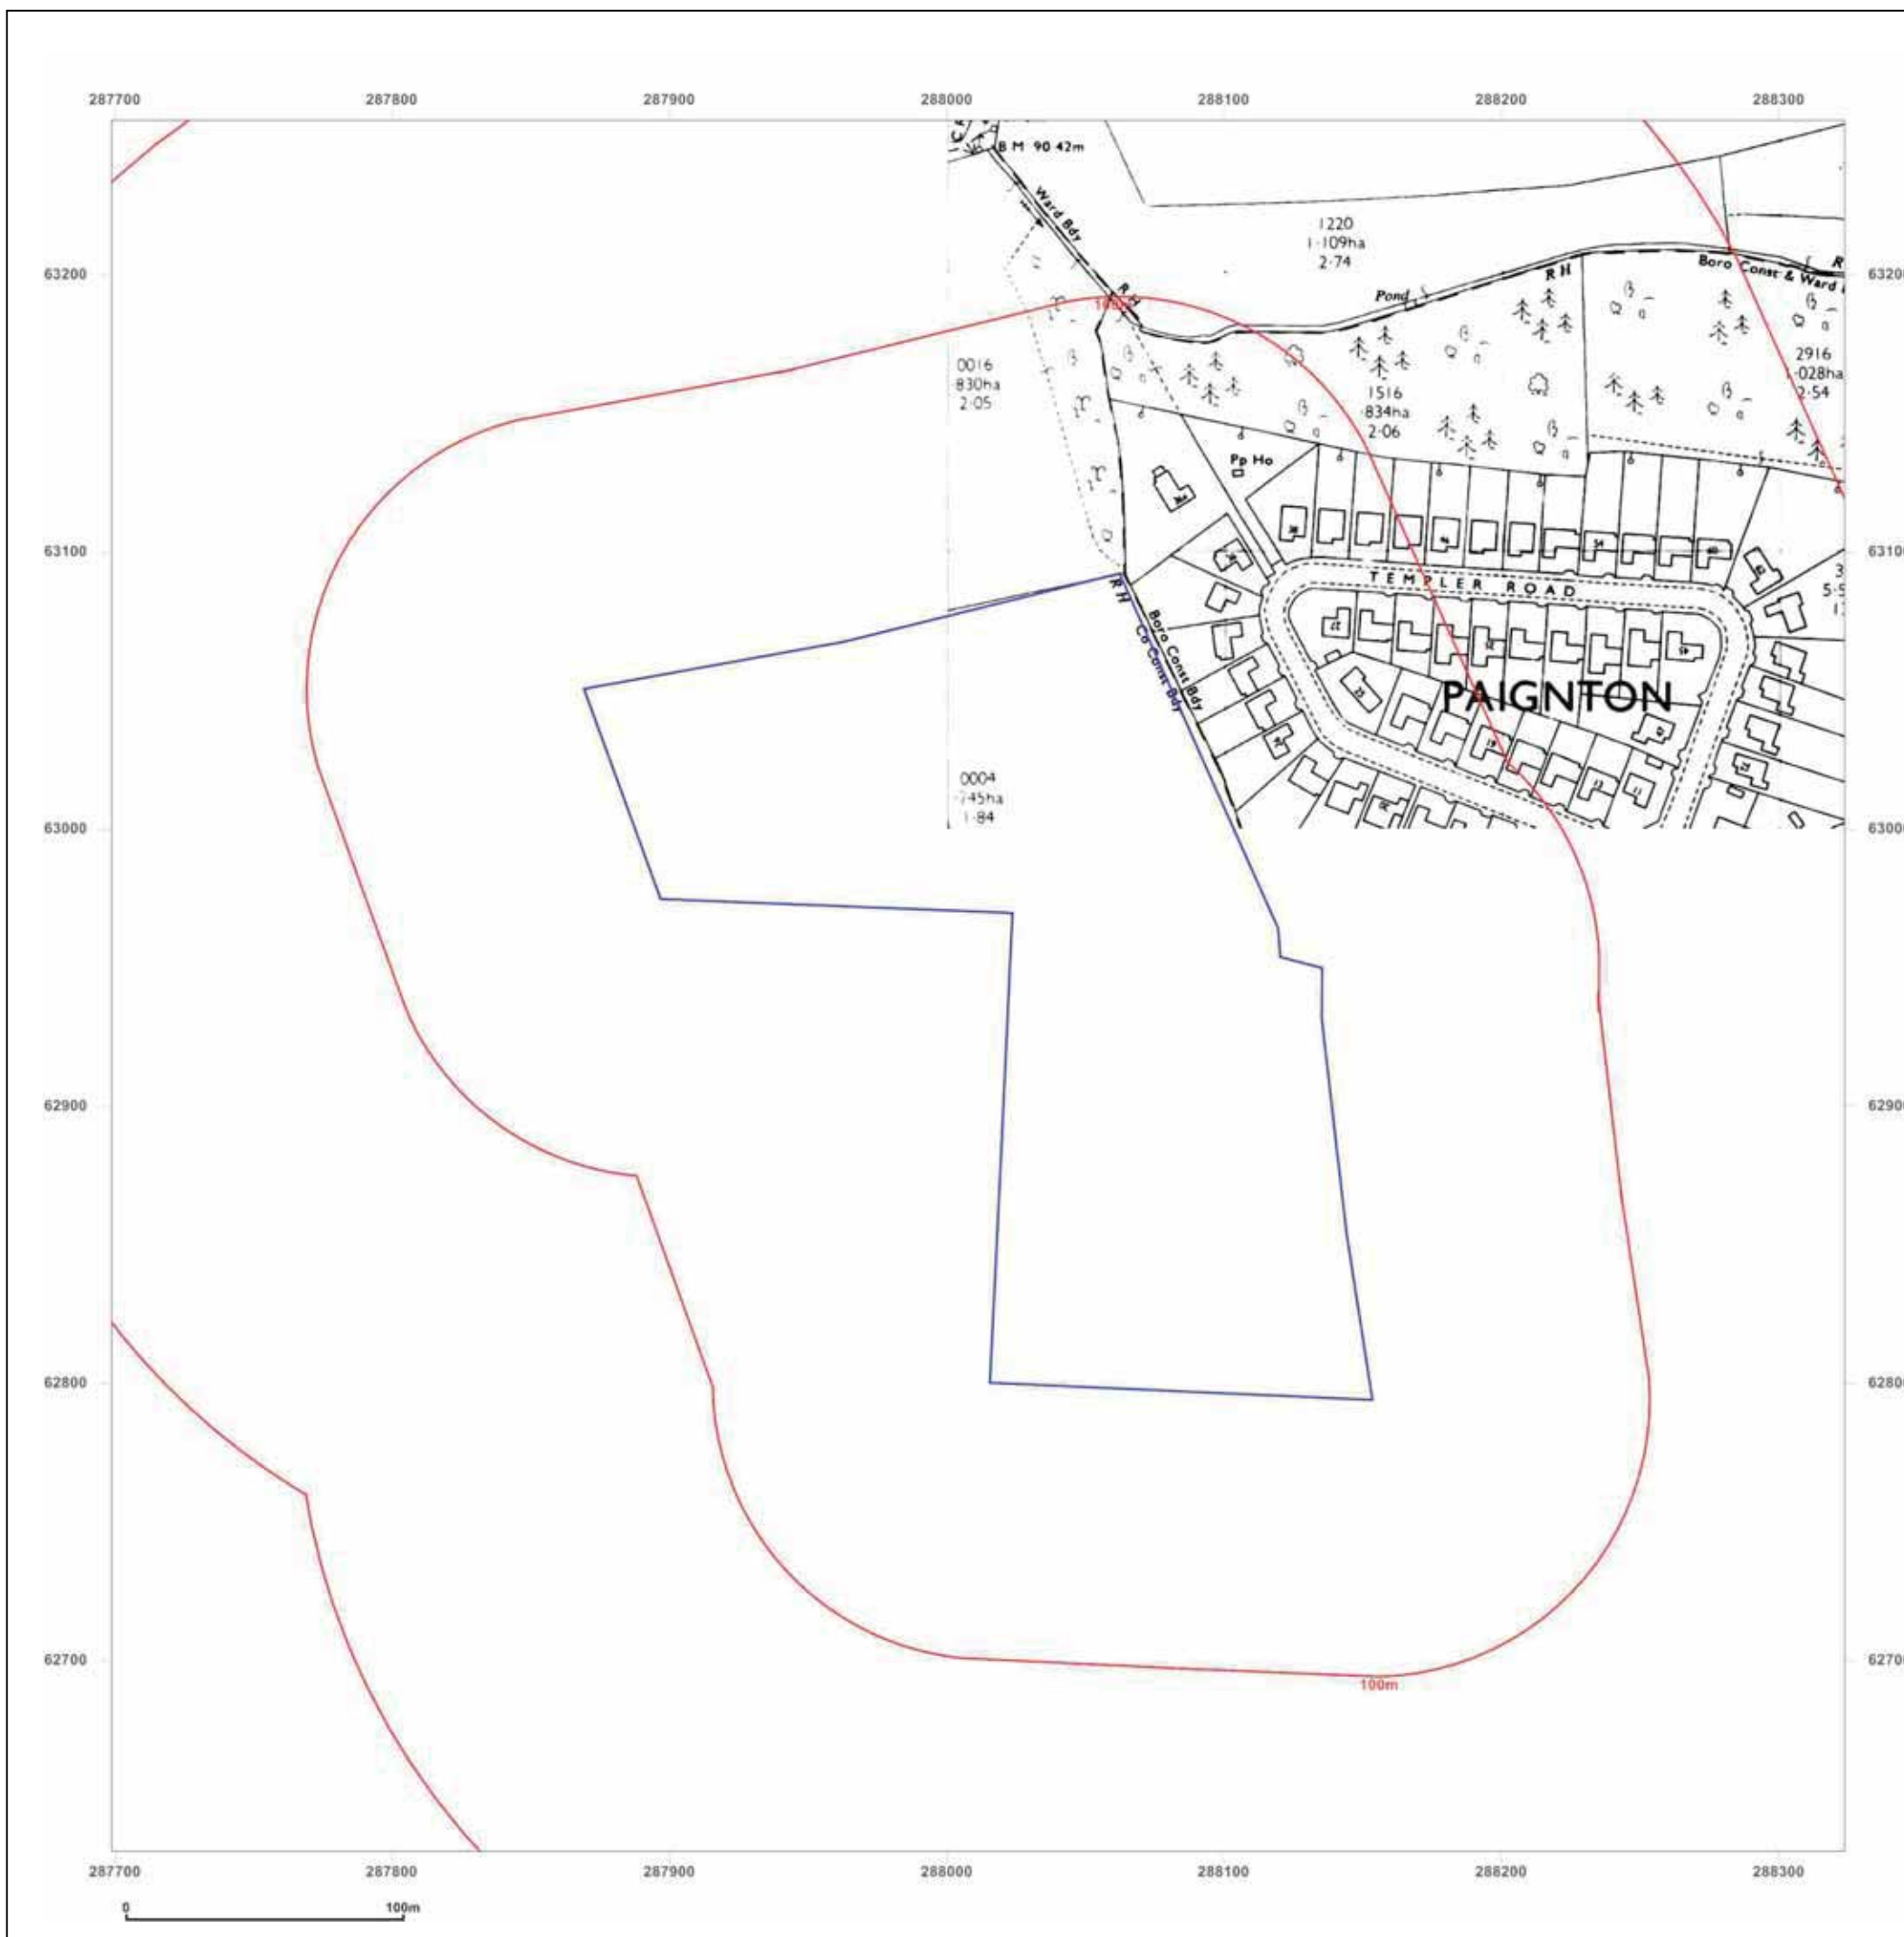 287700 287800 287900 288000 288100 288200 288300
B M 90 42m
Ward Bdy
1220
1·109ha
2·74
63200
R H
R H
Boro Const & Ward
Pond
0016
·830ha
2·05
1516
·834ha
2·06
2916
·028ha
2·54
Pp Ho
63100
TEMPLER ROAD
R H
Boro Const Bdy
Co Const Bdy
PAIGNTON
0004
·745ha
1·84
63000
62900
62900
62800
62800
62700
62700
100m
287700 287800 287900 288000 288100 288200 288300
0 100m